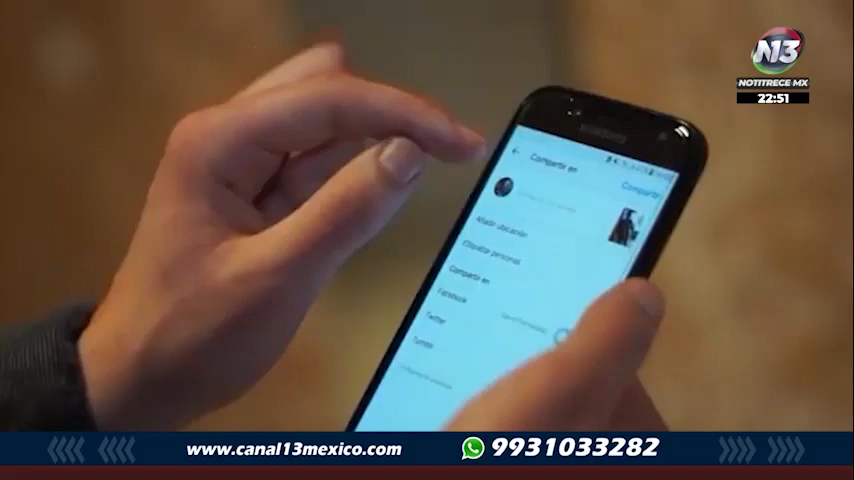 N13
NOTITRECE MX
22:51
SAMSUNG
Compartir en
Compartir
Añadir ubicación
Etiquetar personas
Compartir en
Facebook
Twitter
Tumblr
www.canal13mexico.com
9931033282